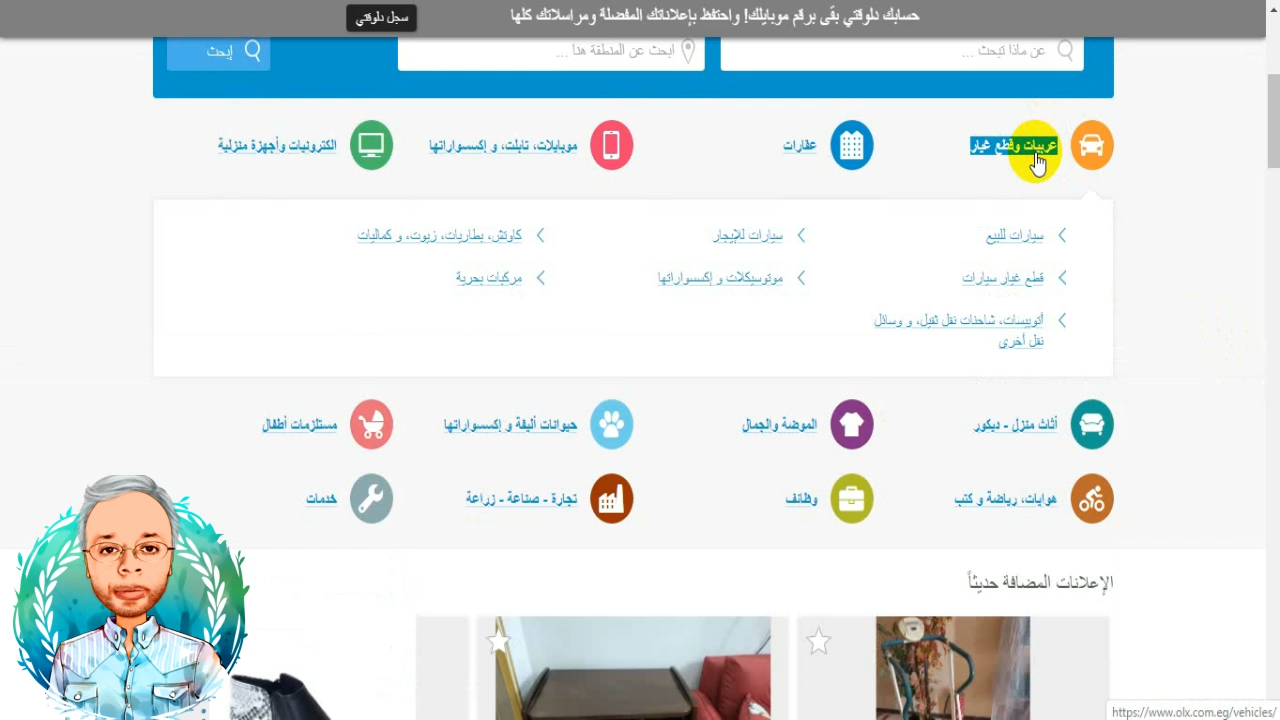 حسابك دلوقتي بقى برقم موبايلك! واحتفظ بإعلاناتك المفضلة ومراسلاتك كلها
سجل دلوقتي
عن ماذا تبحث ...
ابحث عن المنطقة هنا ...
إبحث
عربيات وقطع غيار
عقارات
موبايلات، تابلت، و إكسسواراتها
الكترونيات وأجهزة منزلية
سيارات للبيع
سيارات للإيجار
كاوتش، بطاريات، زيوت، و كماليات
قطع غيار سيارات
موتوسيكلات و إكسسواراتها
مركبات بحرية
أتوبيسات، شاحنات نقل ثقيل، و وسائل
نقل أخرى
أثاث منزل - ديكور
الموضة والجمال
حيوانات أليفة و إكسسواراتها
مستلزمات أطفال
هوايات، رياضة و كتب
وظائف
تجارة - صناعة - زراعة
خدمات
الإعلانات المضافة حديثاً
https://www.olx.com.eg/vehicles/